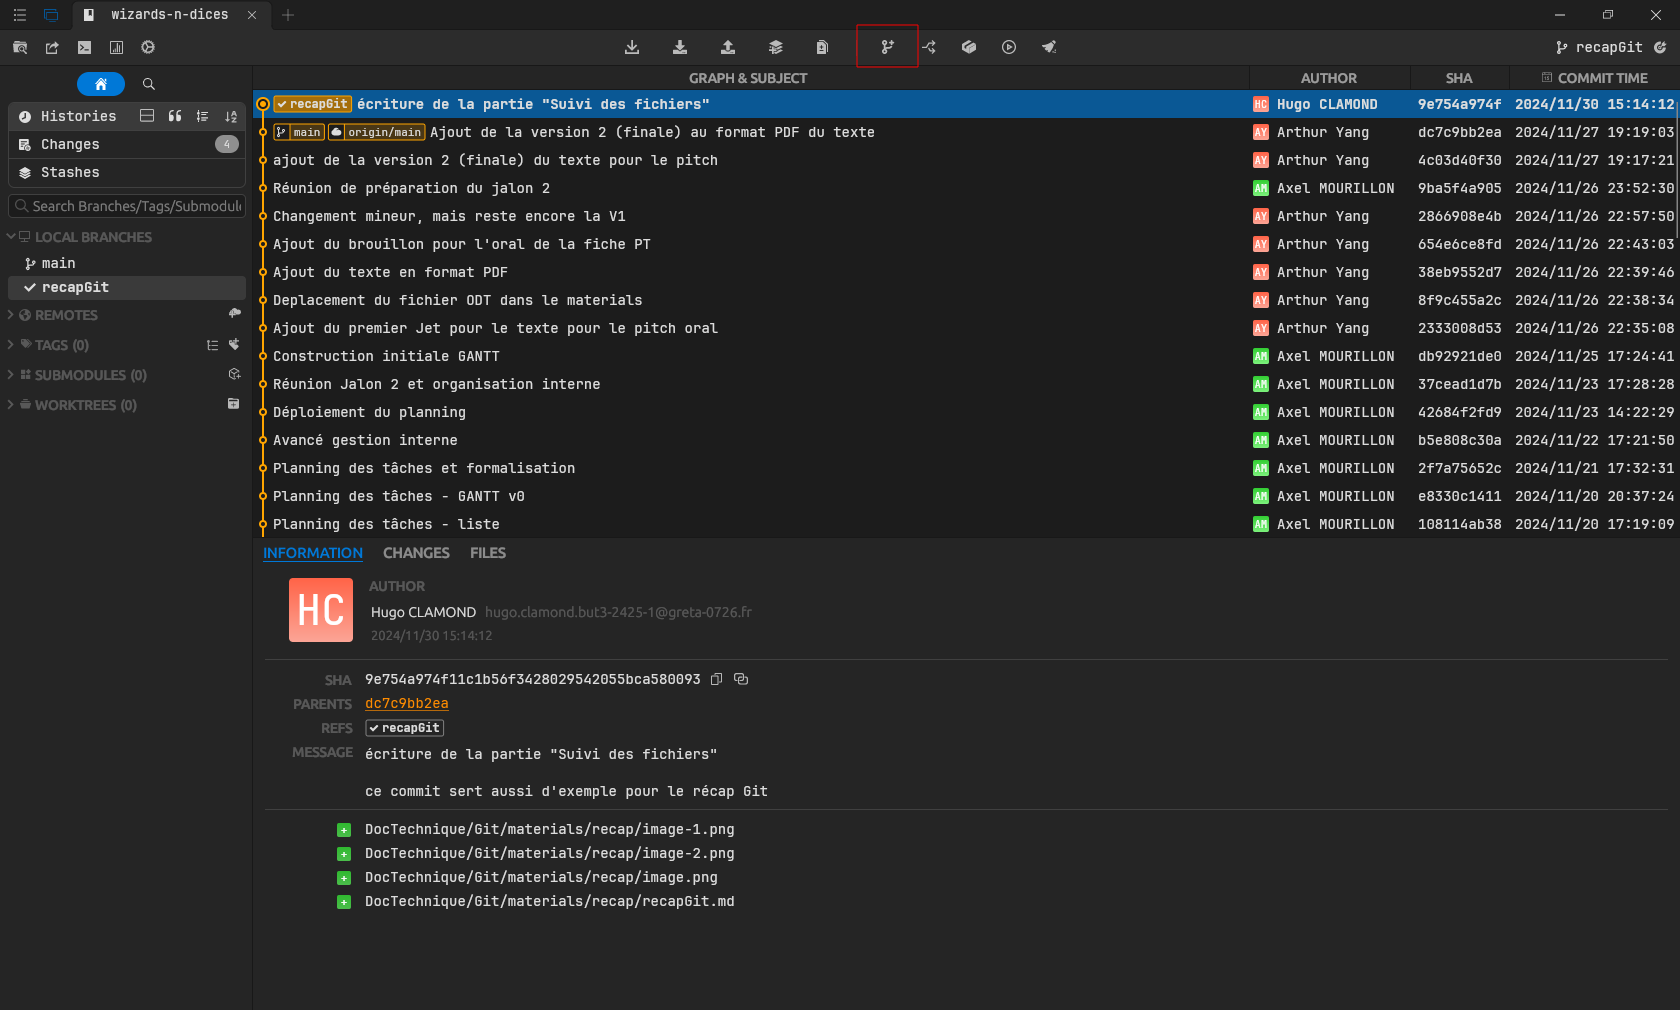 wizards-n-dices
recapGit
GRAPH & SUBJECT AUTHOR SHA COMMIT TIME
Histories
Changes 4
Stashes
Search Branches/Tags/Submodul
LOCAL BRANCHES
main
recapGit
REMOTES
TAGS (0)
SUBMODULES (0)
WORKTREES (0)
recapGit écriture de la partie "Suivi des fichiers" HC Hugo CLAMOND 9e754a974f 2024/11/30 15:14:12
main origin/main Ajout de la version 2 (finale) au format PDF du texte AY Arthur Yang dc7c9bb2ea 2024/11/27 19:19:03
ajout de la version 2 (finale) du texte pour le pitch AY Arthur Yang 4c03d40f30 2024/11/27 19:17:21
Réunion de préparation du jalon 2 AM Axel MOURILLON 9ba5f4a905 2024/11/26 23:52:30
Changement mineur, mais reste encore la V1 AY Arthur Yang 2866908e4b 2024/11/26 22:57:50
Ajout du brouillon pour l'oral de la fiche PT AY Arthur Yang 654e6ce8fd 2024/11/26 22:43:03
Ajout du texte en format PDF AY Arthur Yang 38eb9552d7 2024/11/26 22:39:46
Deplacement du fichier ODT dans le materials AY Arthur Yang 8f9c455a2c 2024/11/26 22:38:34
Ajout du premier Jet pour le texte pour le pitch oral AY Arthur Yang 2333008d53 2024/11/26 22:35:08
Construction initiale GANTT AM Axel MOURILLON db92921de0 2024/11/25 17:24:41
Réunion Jalon 2 et organisation interne AM Axel MOURILLON 37cead1d7b 2024/11/23 17:28:28
Déploiement du planning AM Axel MOURILLON 42684f2fd9 2024/11/23 14:22:29
Avancé gestion interne AM Axel MOURILLON b5e808c30a 2024/11/22 17:21:50
Planning des tâches et formalisation AM Axel MOURILLON 2f7a75652c 2024/11/21 17:32:31
Planning des tâches - GANTT v0 AM Axel MOURILLON e8330c1411 2024/11/20 20:37:24
Planning des tâches - liste AM Axel MOURILLON 108114ab38 2024/11/20 17:19:09
INFORMATION CHANGES FILES
HC
AUTHOR
Hugo CLAMOND hugo.clamond.but3-2425-1@greta-0726.fr
2024/11/30 15:14:12
SHA 9e754a974f11c1b56f3428029542055bca580093
PARENTS dc7c9bb2ea
REFS recapGit
MESSAGE écriture de la partie "Suivi des fichiers"
ce commit sert aussi d'exemple pour le récap Git
DocTechnique/Git/materials/recap/image-1.png
DocTechnique/Git/materials/recap/image-2.png
DocTechnique/Git/materials/recap/image.png
DocTechnique/Git/materials/recap/recapGit.md